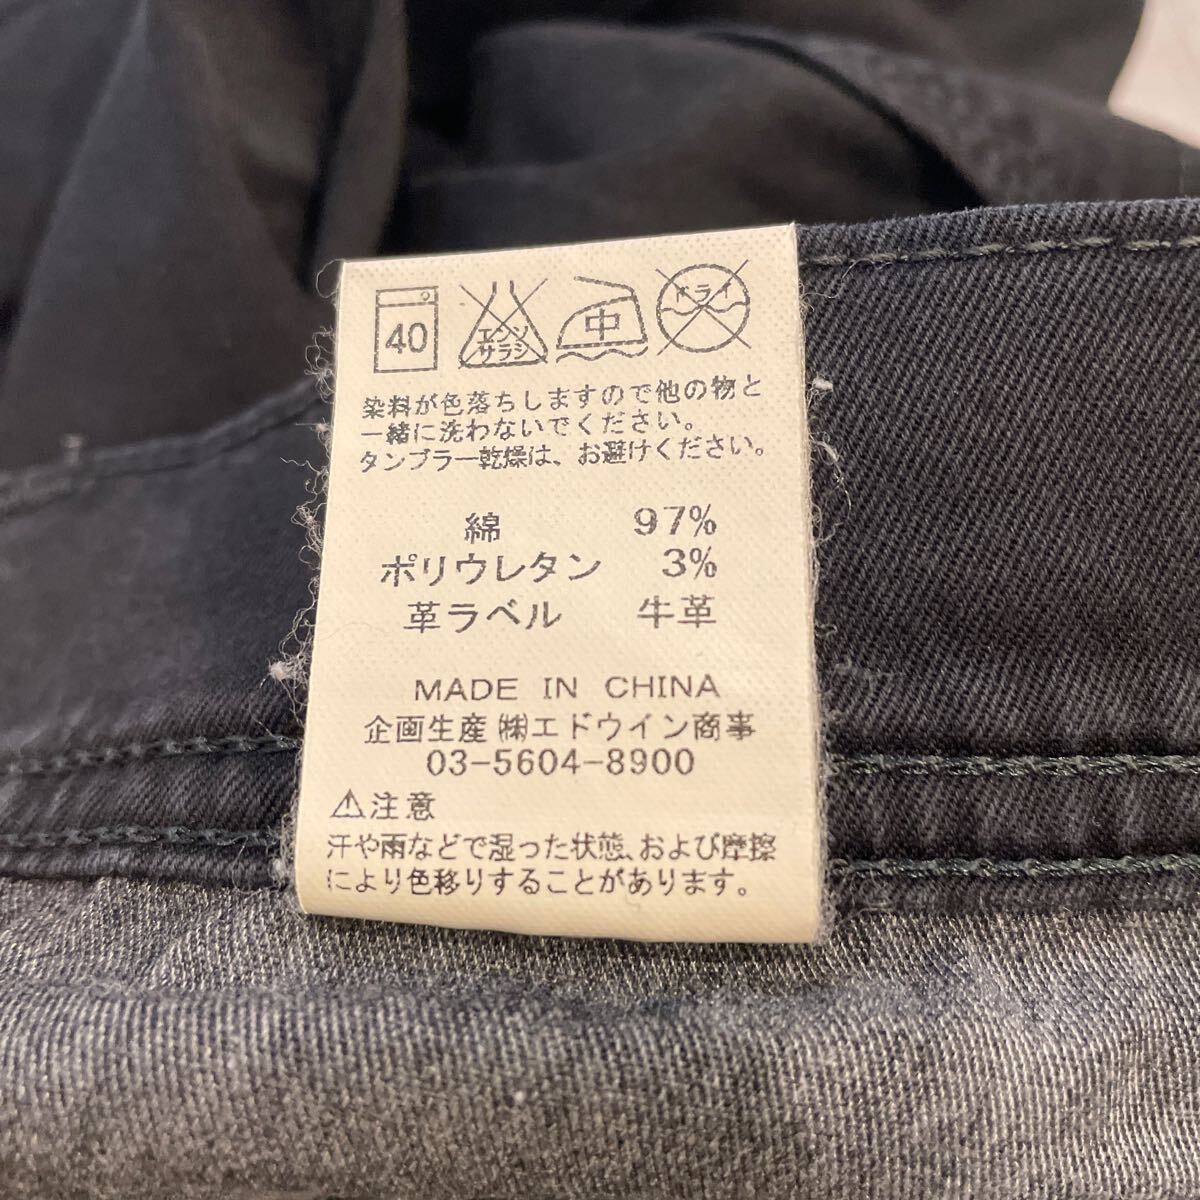 40 エンソ サラシ 中 ドライ
染料が色落ちしますので他の物と
一緒に洗わないでください。
タンブラー乾燥は、お避けください。
綿 97%
ポリウレタン 3%
革ラベル 牛革
MADE IN CHINA
企画生産 ㈱エドウイン商事
03-5604-8900
⚠注意
汗や雨などで湿った状態、および摩擦
により色移りすることがあります。